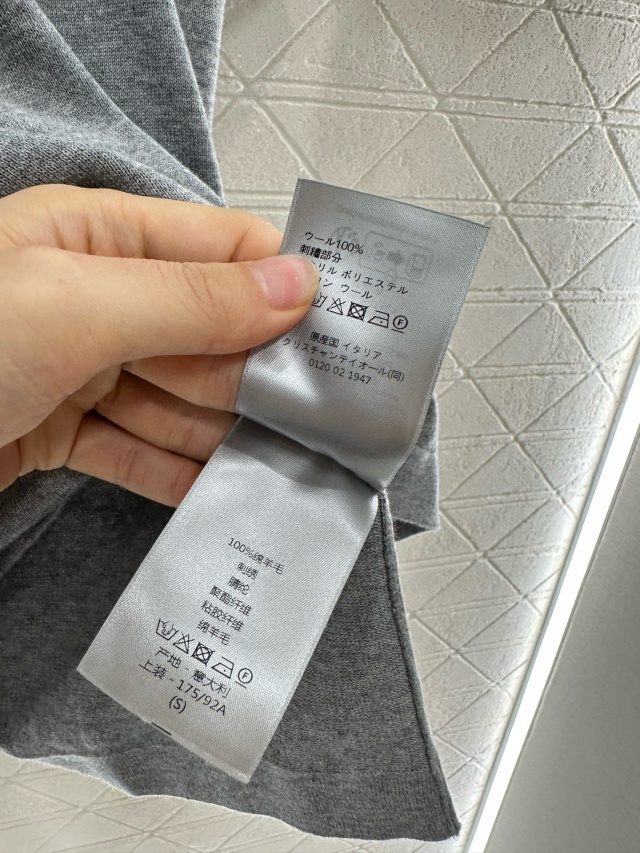 ウール100%
刺繍部分
リル ポリエステル
ン ウール
原産国 イタリア
クリスチャンディオール(同)
0120 02 1947
100%绵羊毛
刺绣
腈纶
聚酯纤维
粘胶纤维
绵羊毛
产地 - 意大利
上装 - 175/92A
(S)